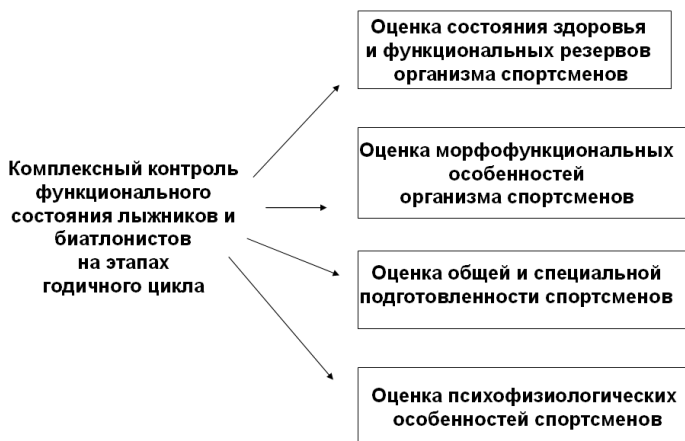 Комплексный контроль
функционального
состояния лыжников и
биатлонистов
на этапах
годичного цикла
Оценка состояния здоровья
и функциональных резервов
организма спортсменов
Оценка морфофункциональных
особенностей
организма спортсменов
Оценка общей и специальной
подготовленности спортсменов
Оценка психофизиологических
особенностей спортсменов